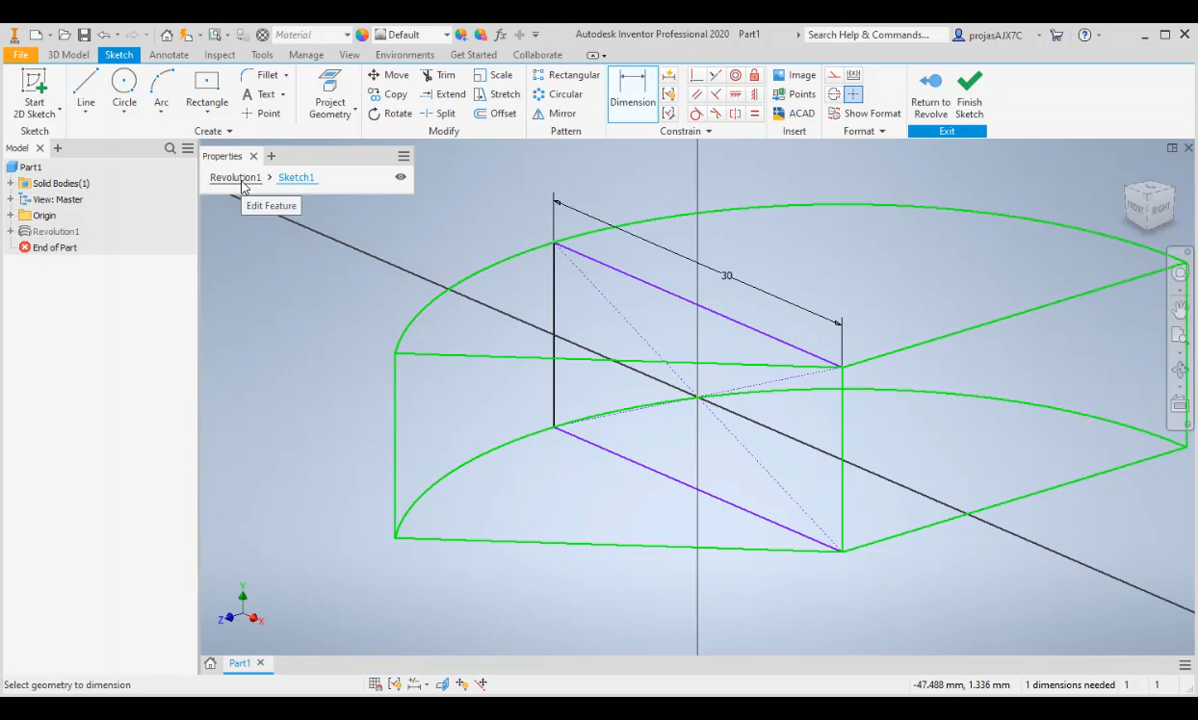 Material
Default
Autodesk Inventor Professional 2020 Part1
Search Help & Commands...
projasAJX7C
File 3D Model Sketch Annotate Inspect Tools Manage View Environments Get Started Collaborate
Start
2D Sketch
Line
Circle
Arc
Rectangle
Fillet
Text
Point
Project
Geometry
Move
Copy
Rotate
Trim
Extend
Split
Scale
Stretch
Offset
Rectangular
Circular
Mirror
Dimension
Image
Points
ACAD
Show Format
Return to
Revolve
Finish
Sketch
Sketch
Create
Modify
Pattern
Constrain
Insert
Format
Exit
Model
Part1
Solid Bodies(1)
View: Master
Origin
Revolution1
End of Part
Properties
Revolution1 > Sketch1
Edit Feature
30
FRONT
RIGHT
Y
Z
X
Part1
Select geometry to dimension
-47.488 mm, 1.336 mm
1 dimensions needed
1
1